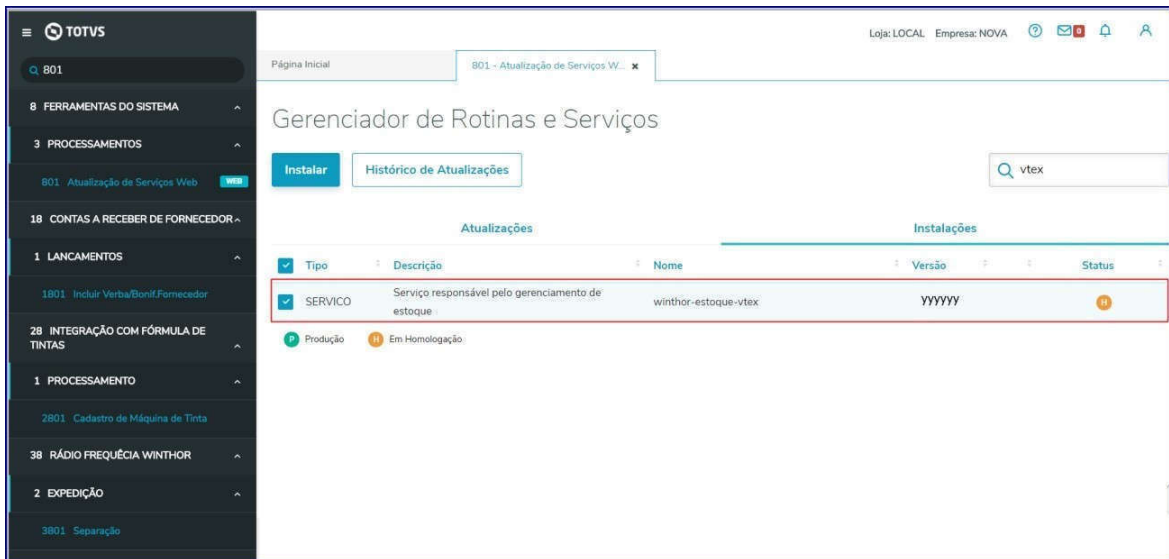 TOTVS
Loja: LOCAL Empresa: NOVA
0
801
Página Inicial
801 - Atualização de Serviços W...
8 FERRAMENTAS DO SISTEMA
3 PROCESSAMENTOS
801 Atualização de Serviços Web WEB
18 CONTAS A RECEBER DE FORNECEDOR
1 LANCAMENTOS
1801 Incluir Verba/Bonif.Fornecedor
28 INTEGRAÇÃO COM FÓRMULA DE
TINTAS
1 PROCESSAMENTO
2801 Cadastro de Máquina de Tinta
38 RÁDIO FREQUÊCIA WINTHOR
2 EXPEDIÇÃO
3801 Separação
Gerenciador de Rotinas e Serviços
Instalar Histórico de Atualizações vtex
Atualizações Instalações
Tipo Descrição Nome Versão Status
SERVICO Serviço responsável pelo gerenciamento de
estoque winthor-estoque-vtex yyyyyy H
P Produção H Em Homologação